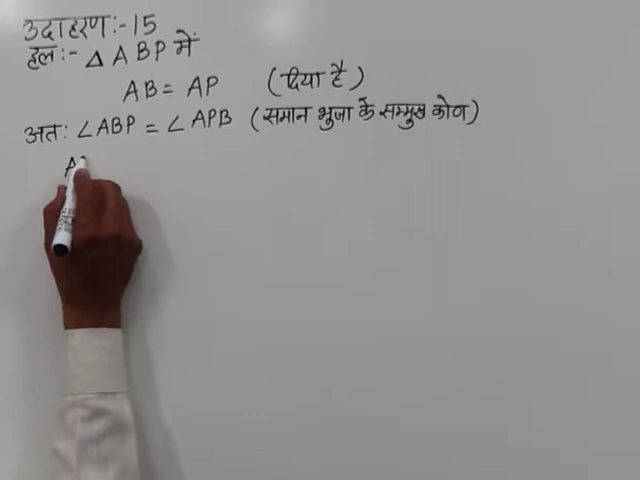 उदाहरण:-15
हल:- Δ ABP में
AB = AP (दिया है)
अत: ∠ABP = ∠APB (समान भुजा के सम्मुख कोण)
A